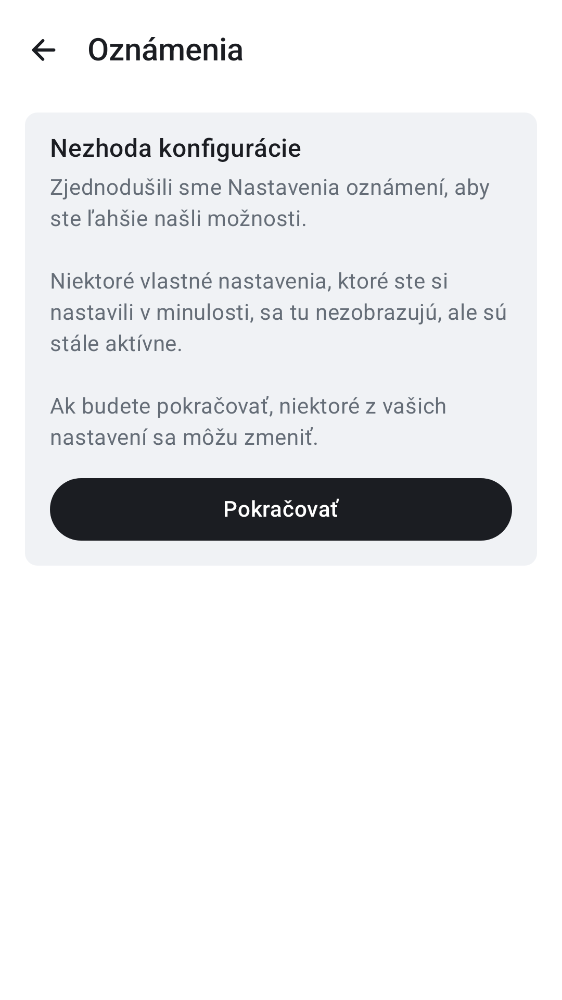 Oznámenia
Nezhoda konfigurácie
Zjednodušili sme Nastavenia oznámení, aby
ste ľahšie našli možnosti.
Niektoré vlastné nastavenia, ktoré ste si
nastavili v minulosti, sa tu nezobrazujú, ale sú
stále aktívne.
Ak budete pokračovať, niektoré z vašich
nastavení sa môžu zmeniť.
Pokračovať